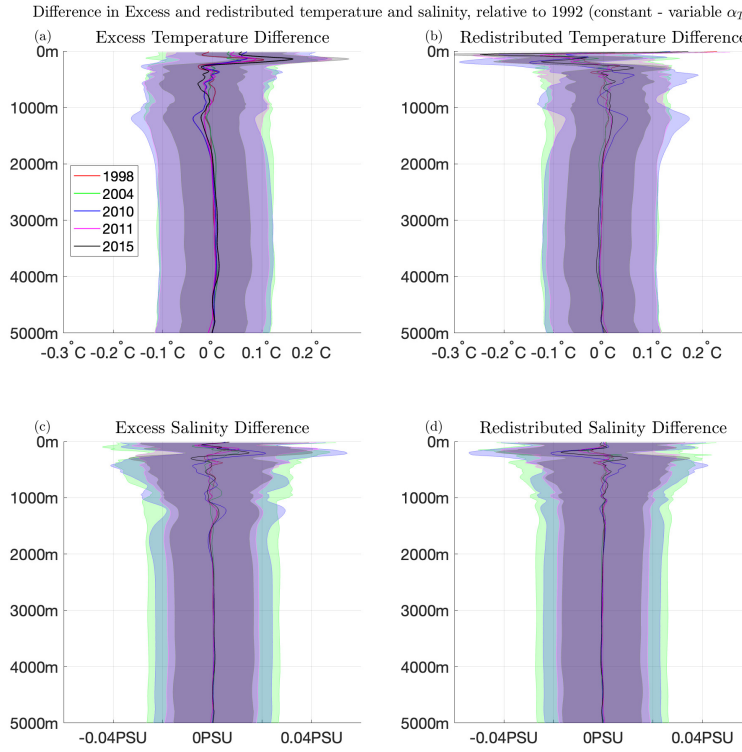 Difference in Excess and redistributed temperature and salinity, relative to 1992 (constant - variable α_T
(a) Excess Temperature Difference
(b) Redistributed Temperature Difference
0m
1000m
2000m
3000m
4000m
5000m
1998
2004
2010
2011
2015
-0.3°C -0.2°C -0.1°C 0°C 0.1°C 0.2°C
0m
1000m
2000m
3000m
4000m
5000m
-0.3°C -0.2°C -0.1°C 0°C 0.1°C 0.2°C
(c) Excess Salinity Difference
(d) Redistributed Salinity Difference
0m
1000m
2000m
3000m
4000m
5000m
-0.04PSU 0PSU 0.04PSU
0m
1000m
2000m
3000m
4000m
5000m
-0.04PSU 0PSU 0.04PSU